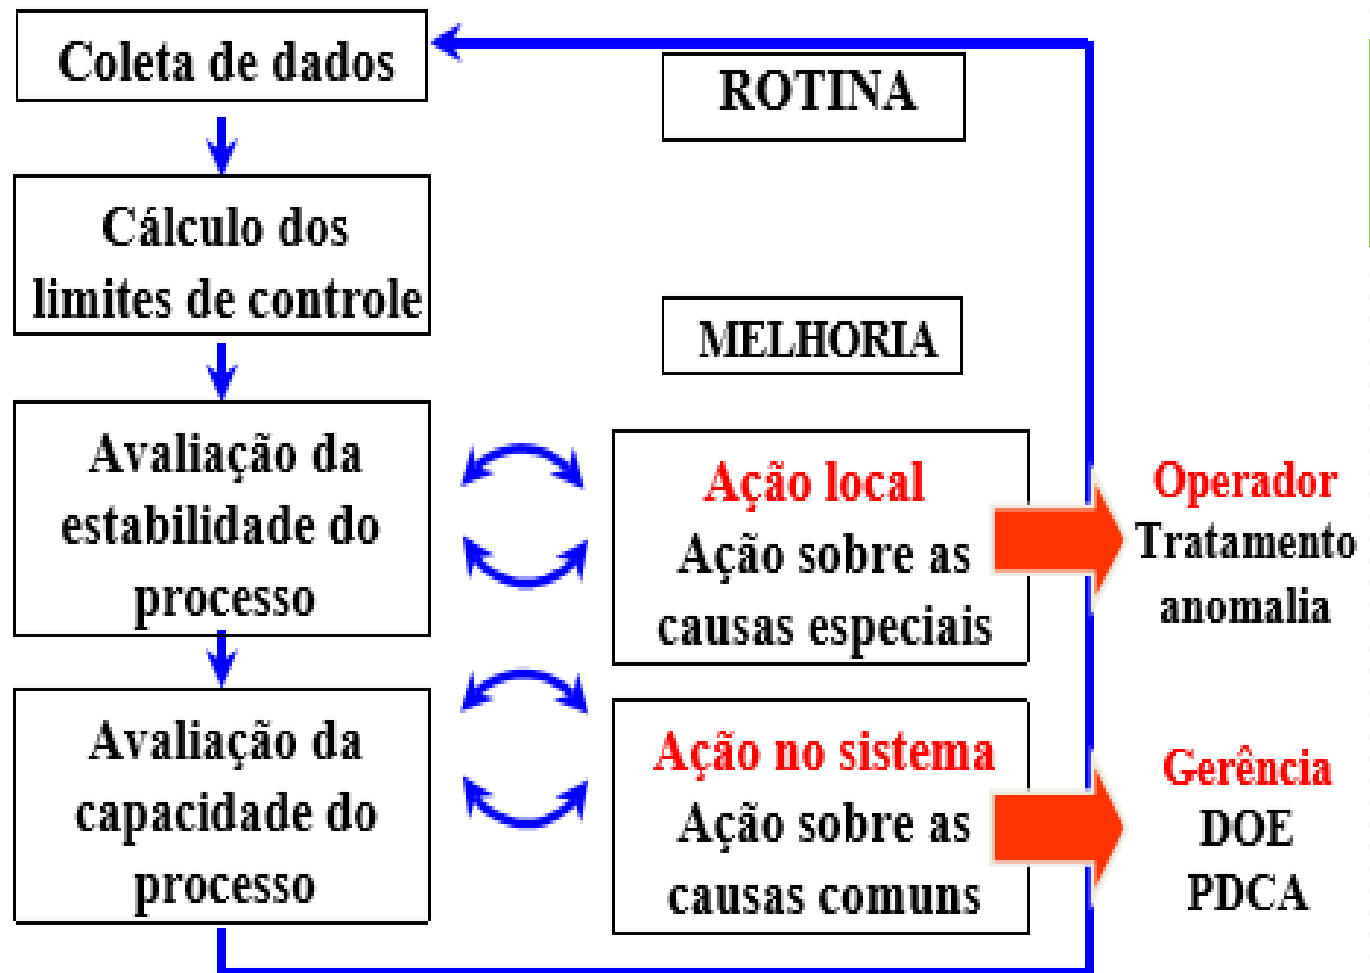 Coleta de dados
ROTINA
Cálculo dos
limites de controle
MELHORIA
Avaliação da
estabilidade do
processo
Ação local
Ação sobre as
causas especiais
Operador
Tratamento
anomalia
Avaliação da
capacidade do
processo
Ação no sistema
Ação sobre as
causas comuns
Gerência
DOE
PDCA